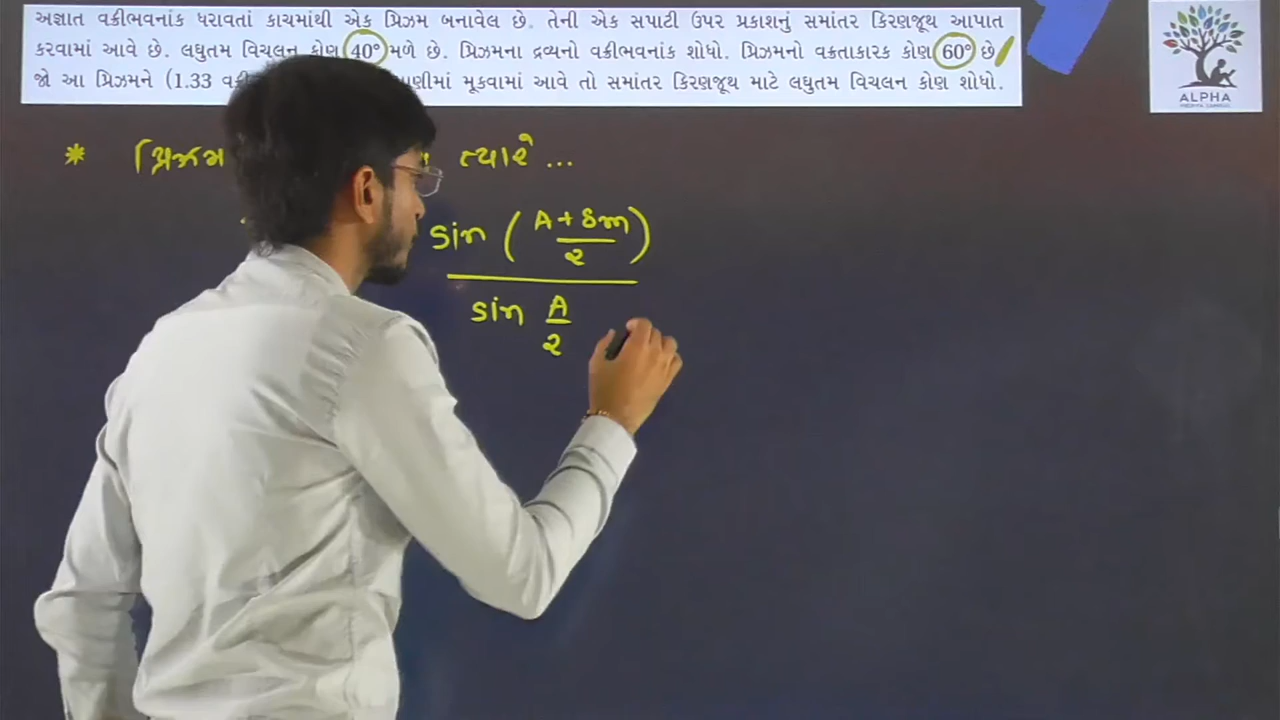 અજ્ઞાત વક્રીભવનાંક ધરાવતાં કાચમાંથી એક પ્રિઝમ બનાવેલ છે. તેની એક સપાટી ઉપર પ્રકાશનું સમાંતર કિરણજૂથ આપાત
કરવામાં આવે છે. લઘુતમ વિચલન કોણ 40° મળે છે. પ્રિઝમના દ્રવ્યનો વક્રીભવનાંક શોધો. પ્રિઝમનો વક્રતાકારક કોણ 60° છે
જો આ પ્રિઝમને (1.33 મૂકવામાં આવે તો સમાંતર કિરણજૂથ માટે લઘુતમ વિચલન કોણ શોધો.
ALPHA
* પ્રિઝમ ત્યારે ...
sin (A + δm / 2)
sin A / 2